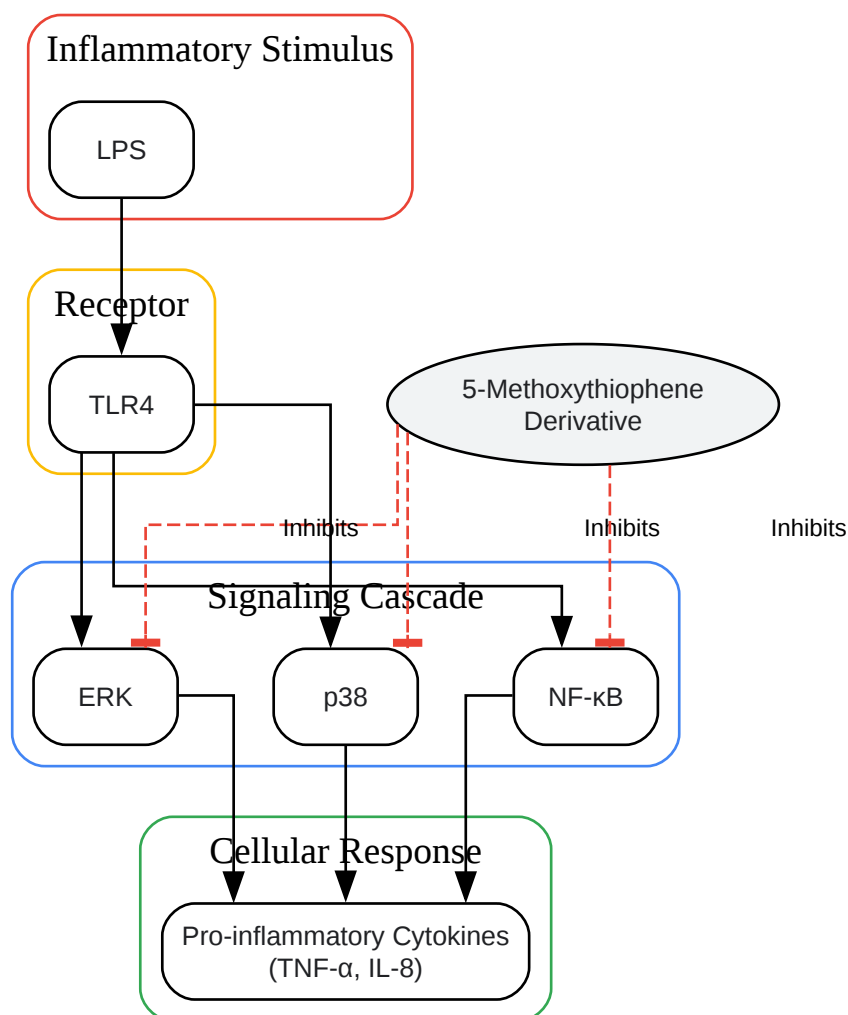 Inflammatory Stimulus
LPS
Receptor
TLR4
5-Methoxythiophene
Derivative
Inhibits
Inhibits
Inhibits
Signaling Cascade
ERK
p38
NF-κB
Cellular Response
Pro-inflammatory Cytokines
(TNF-α, IL-8)